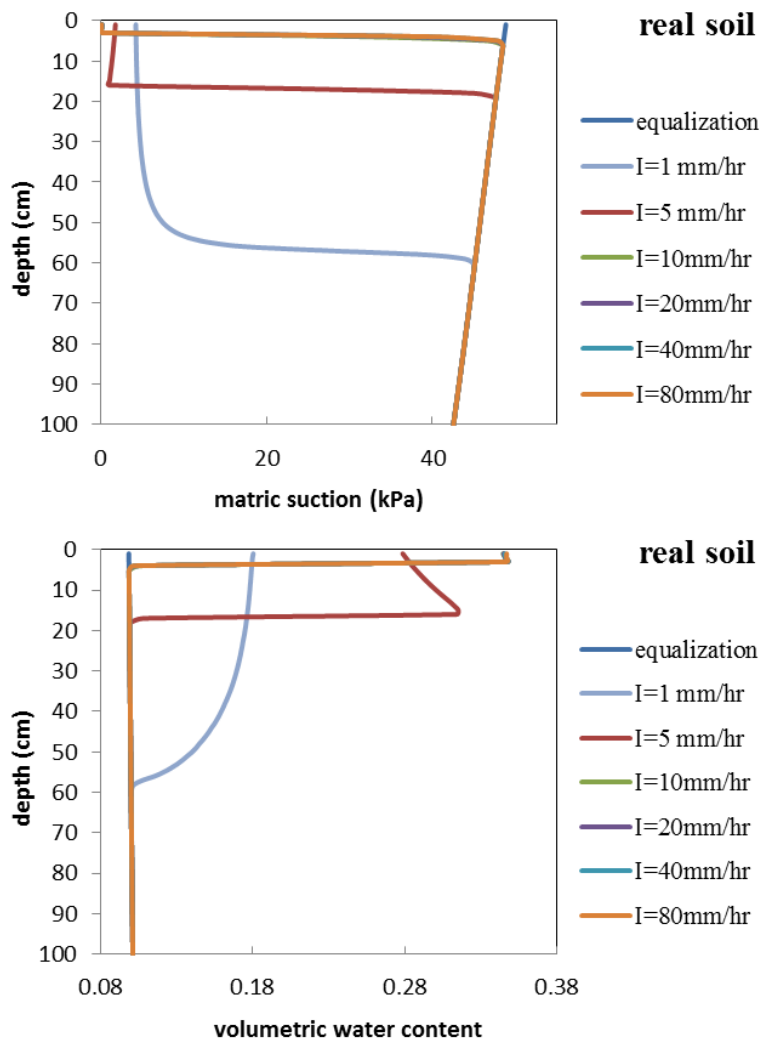 real soil
0
10
20
30
40
50
60
70
80
90
100
depth (cm)
0
20
40
matric suction (kPa)
equalization
I=1 mm/hr
I=5 mm/hr
I=10mm/hr
I=20mm/hr
I=40mm/hr
I=80mm/hr
real soil
0
10
20
30
40
50
60
70
80
90
100
depth (cm)
0.08
0.18
0.28
0.38
volumetric water content
equalization
I=1 mm/hr
I=5 mm/hr
I=10mm/hr
I=20mm/hr
I=40mm/hr
I=80mm/hr